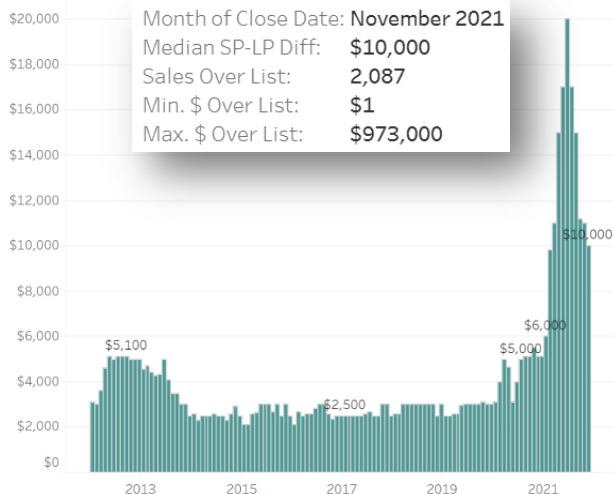 $20,000
Month of Close Date: November 2021
Median SP-LP Diff: $10,000
Sales Over List: 2,087
Min. $ Over List: $1
Max. $ Over List: $973,000
$18,000
$16,000
$14,000
$12,000
$10,000
$10,000
$8,000
$6,000
$6,000
$5,100
$5,000
$4,000
$2,500
$2,000
$0
2013 2015 2017 2019 2021